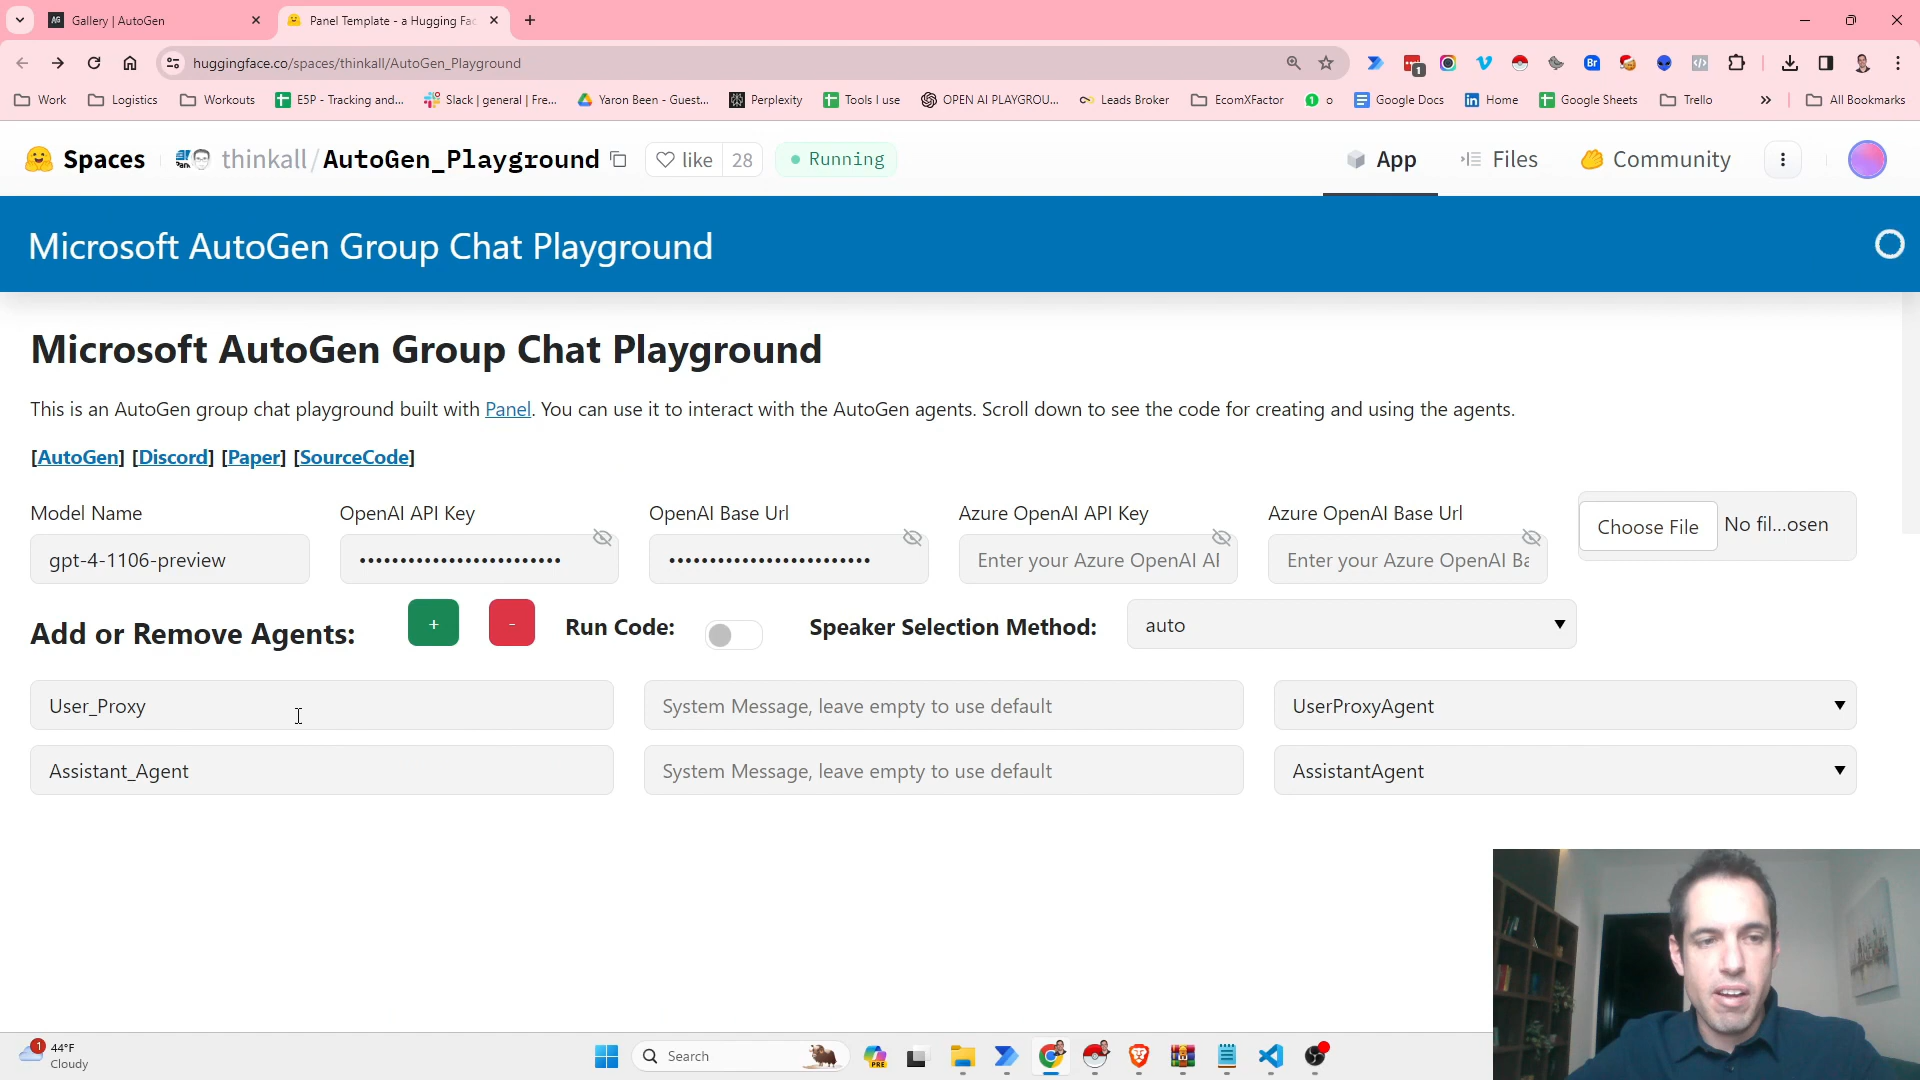 Gallery | AutoGen
Panel Template - a Hugging Fac
huggingface.co/spaces/thinkall/AutoGen_Playground
1
Br
Work
Logistics
Workouts
E5P - Tracking and...
Slack | general | Fre...
Yaron Been - Guest...
Perplexity
Tools I use
OPEN AI PLAYGROU...
Leads Broker
EcomXFactor
1
o
Google Docs
Home
Google Sheets
Trello
»
All Bookmarks
Spaces
thinkall/AutoGen_Playground
like
28
Running
App
Files
Community
Microsoft AutoGen Group Chat Playground
Microsoft AutoGen Group Chat Playground
This is an AutoGen group chat playground built with Panel. You can use it to interact with the AutoGen agents. Scroll down to see the code for creating and using the agents.
[AutoGen] [Discord] [Paper] [SourceCode]
Model Name
OpenAI API Key
OpenAI Base Url
Azure OpenAI API Key
Azure OpenAI Base Url
Choose File
No fil...osen
gpt-4-1106-preview
•••••••••••••••••••••••••
•••••••••••••••••••••••••
Enter your Azure OpenAI AI
Enter your Azure OpenAI Ba
Add or Remove Agents:
+
-
Run Code:
Speaker Selection Method:
auto
User_Proxy
System Message, leave empty to use default
UserProxyAgent
Assistant_Agent
System Message, leave empty to use default
AssistantAgent
1
44°F
Cloudy
Search
PRE